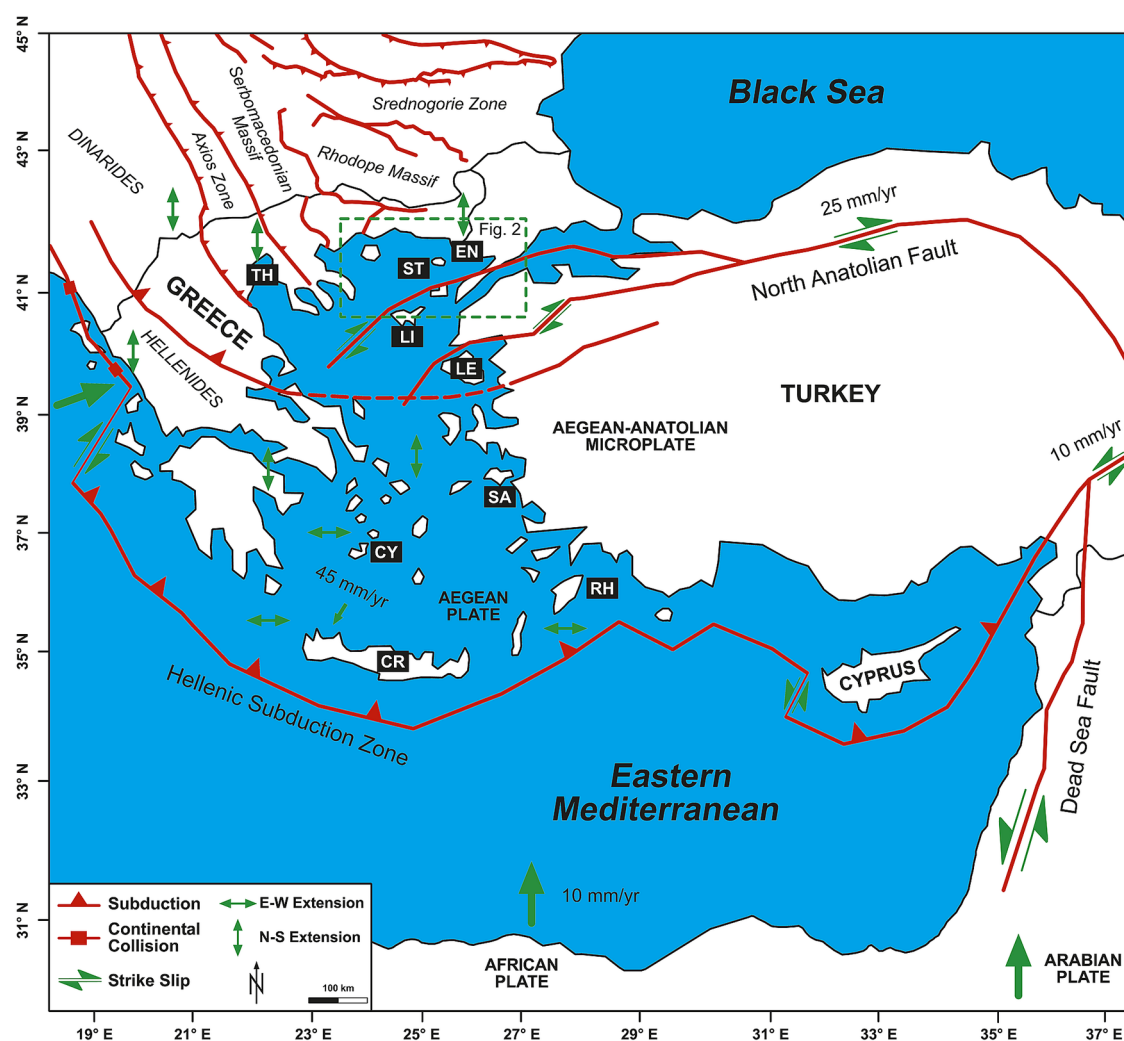 45° N
43° N
41° N
39° N
37° N
35° N
33° N
31° N
Black Sea
Srednogorie Zone
Serbomacedonian
Massif
Rhodope Massif
DINARIDES
Axios Zone
25 mm/yr
Fig. 2
EN
ST
TH
North Anatolian Fault
GREECE
LI
HELLENIDES
LE
TURKEY
AEGEAN-ANATOLIAN
MICROPLATE
10 mm/yr
SA
CY
45 mm/yr
RH
AEGEAN
PLATE
CR
CYPRUS
Hellenic Subduction Zone
Dead Sea Fault
Eastern
Mediterranean
10 mm/yr
AFRICAN
PLATE
ARABIAN
PLATE
Subduction
E-W Extension
Continental
Collision
N-S Extension
Strike Slip
N
100 km
19° E
21° E
23° E
25° E
27° E
29° E
31° E
33° E
35° E
37° E